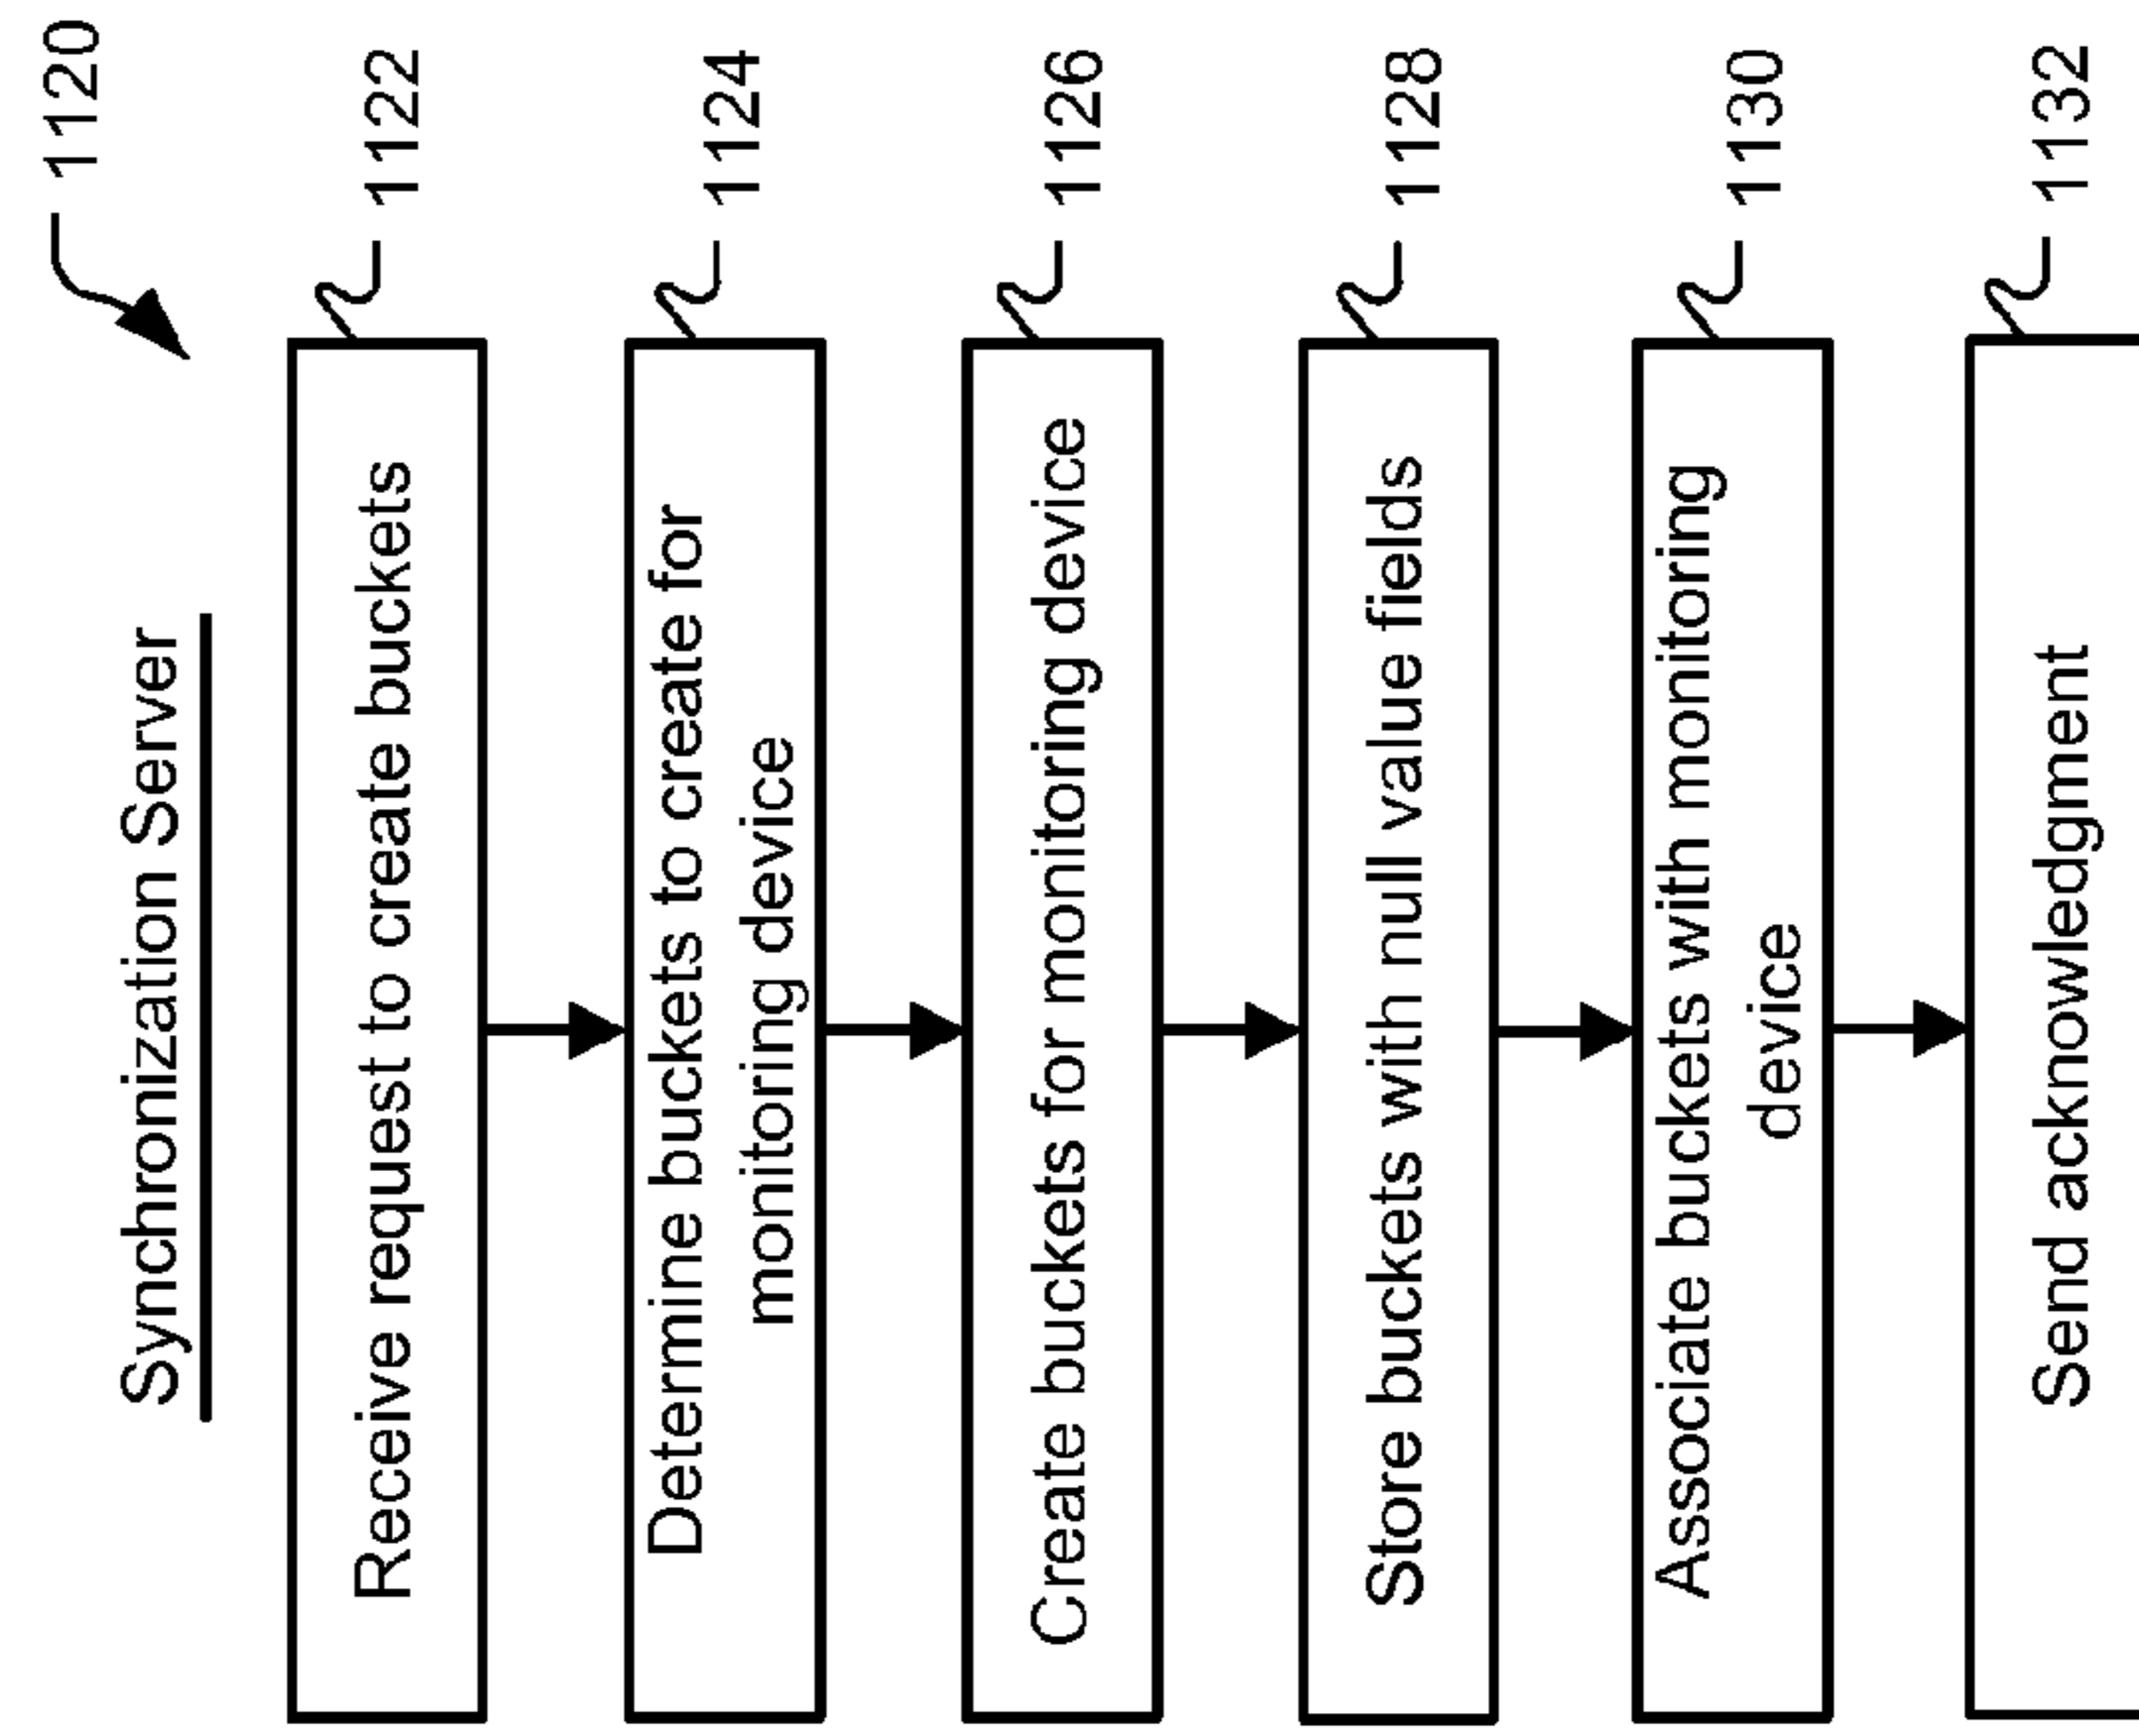 1120
Synchronization Server
Receive request to create buckets
1122
Determine buckets to create for
monitoring device
1124
Create buckets for monitoring device
1126
Store buckets with null value fields
1128
Associate buckets with monitoring
device
1130
Send acknowledgment
1132